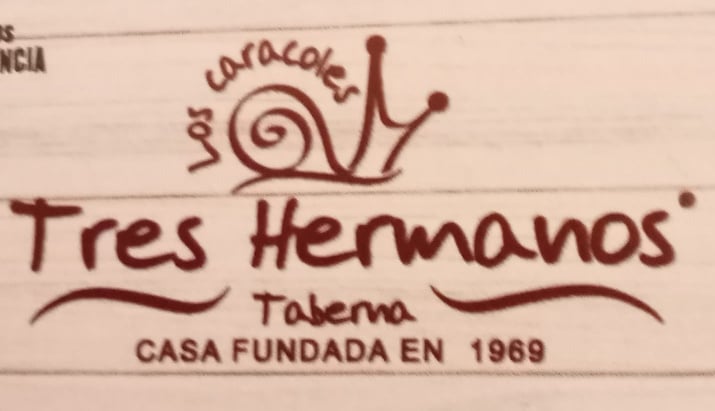 Los caracoles
Tres Hermanos
Taberna
CASA FUNDADA EN 1969